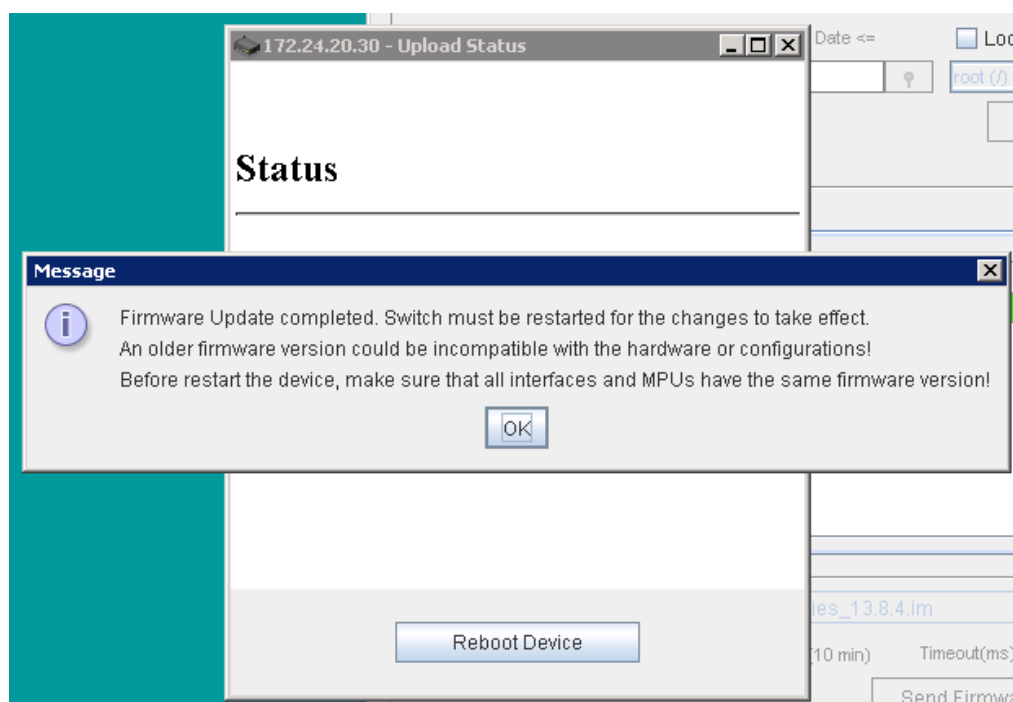 172.24.20.30 - Upload Status
Date <=
Loc
root (/)
Status
Message
Firmware Update completed. Switch must be restarted for the changes to take effect.
An older firmware version could be incompatible with the hardware or configurations!
Before restart the device, make sure that all interfaces and MPUs have the same firmware version!
OK
ies_13.8.4.im
Reboot Device
(10 min)
Timeout(ms)
Send Firmwa